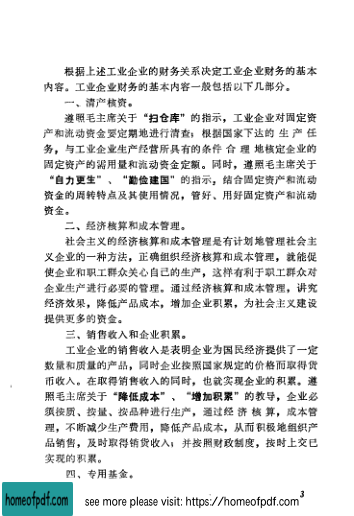 根据上述工业企业的财务关系决定工业企业财务的基本
内容。工业企业财务的基本内容一般包括以下几部分。
一、清产核资。
遵照毛主席关于“扫仓库”的指示，工业企业对固定资
产和流动资金要定期地进行清查；根据国家下达的生产任
务，与工业企业生产经营所具有的条件合理地核定企业的
固定资产的需用量和流动资金定额。同时，遵照毛主席关于
“自力更生”、“勤俭建国”的指示，结合固定资产和流动
资金的周转特点及其使用情况，管好、用好固定资产和流动
资金。
二、经济核算和成本管理。
社会主义的经济核算和成本管理是有计划地管理社会主
义企业的一种方法，正确组织经济核算和成本管理，就能促
使企业和职工群众关心自己的生产，这样有利于职工群众对
企业生产进行必要的管理。通过经济核算和成本管理，讲究
经济效果，降低产品成本，增加企业积累，为社会主义建设
提供更多的资金。
三、销售收入和企业积累。
工业企业的销售收入是表明企业为国民经济提供了一定
数量和质量的产品，同时企业按照国家规定的价格而取得货
币收入。在取得销售收入的同时，也就实现企业的积累。遵
照毛主席关于“降低成本”、“增加积累”的教导，企业必
须按质、按量、按品种进行生产，通过经济核算，成本管
理，不断减少生产费用，降低产品成本，从而积极地组织产
品销售，及时取得销货收入；并按照财政制度，按时上交已
实现的积累。
四、专用基金。
3
homeofpdf.com
see more please visit: https://homeofpdf.com